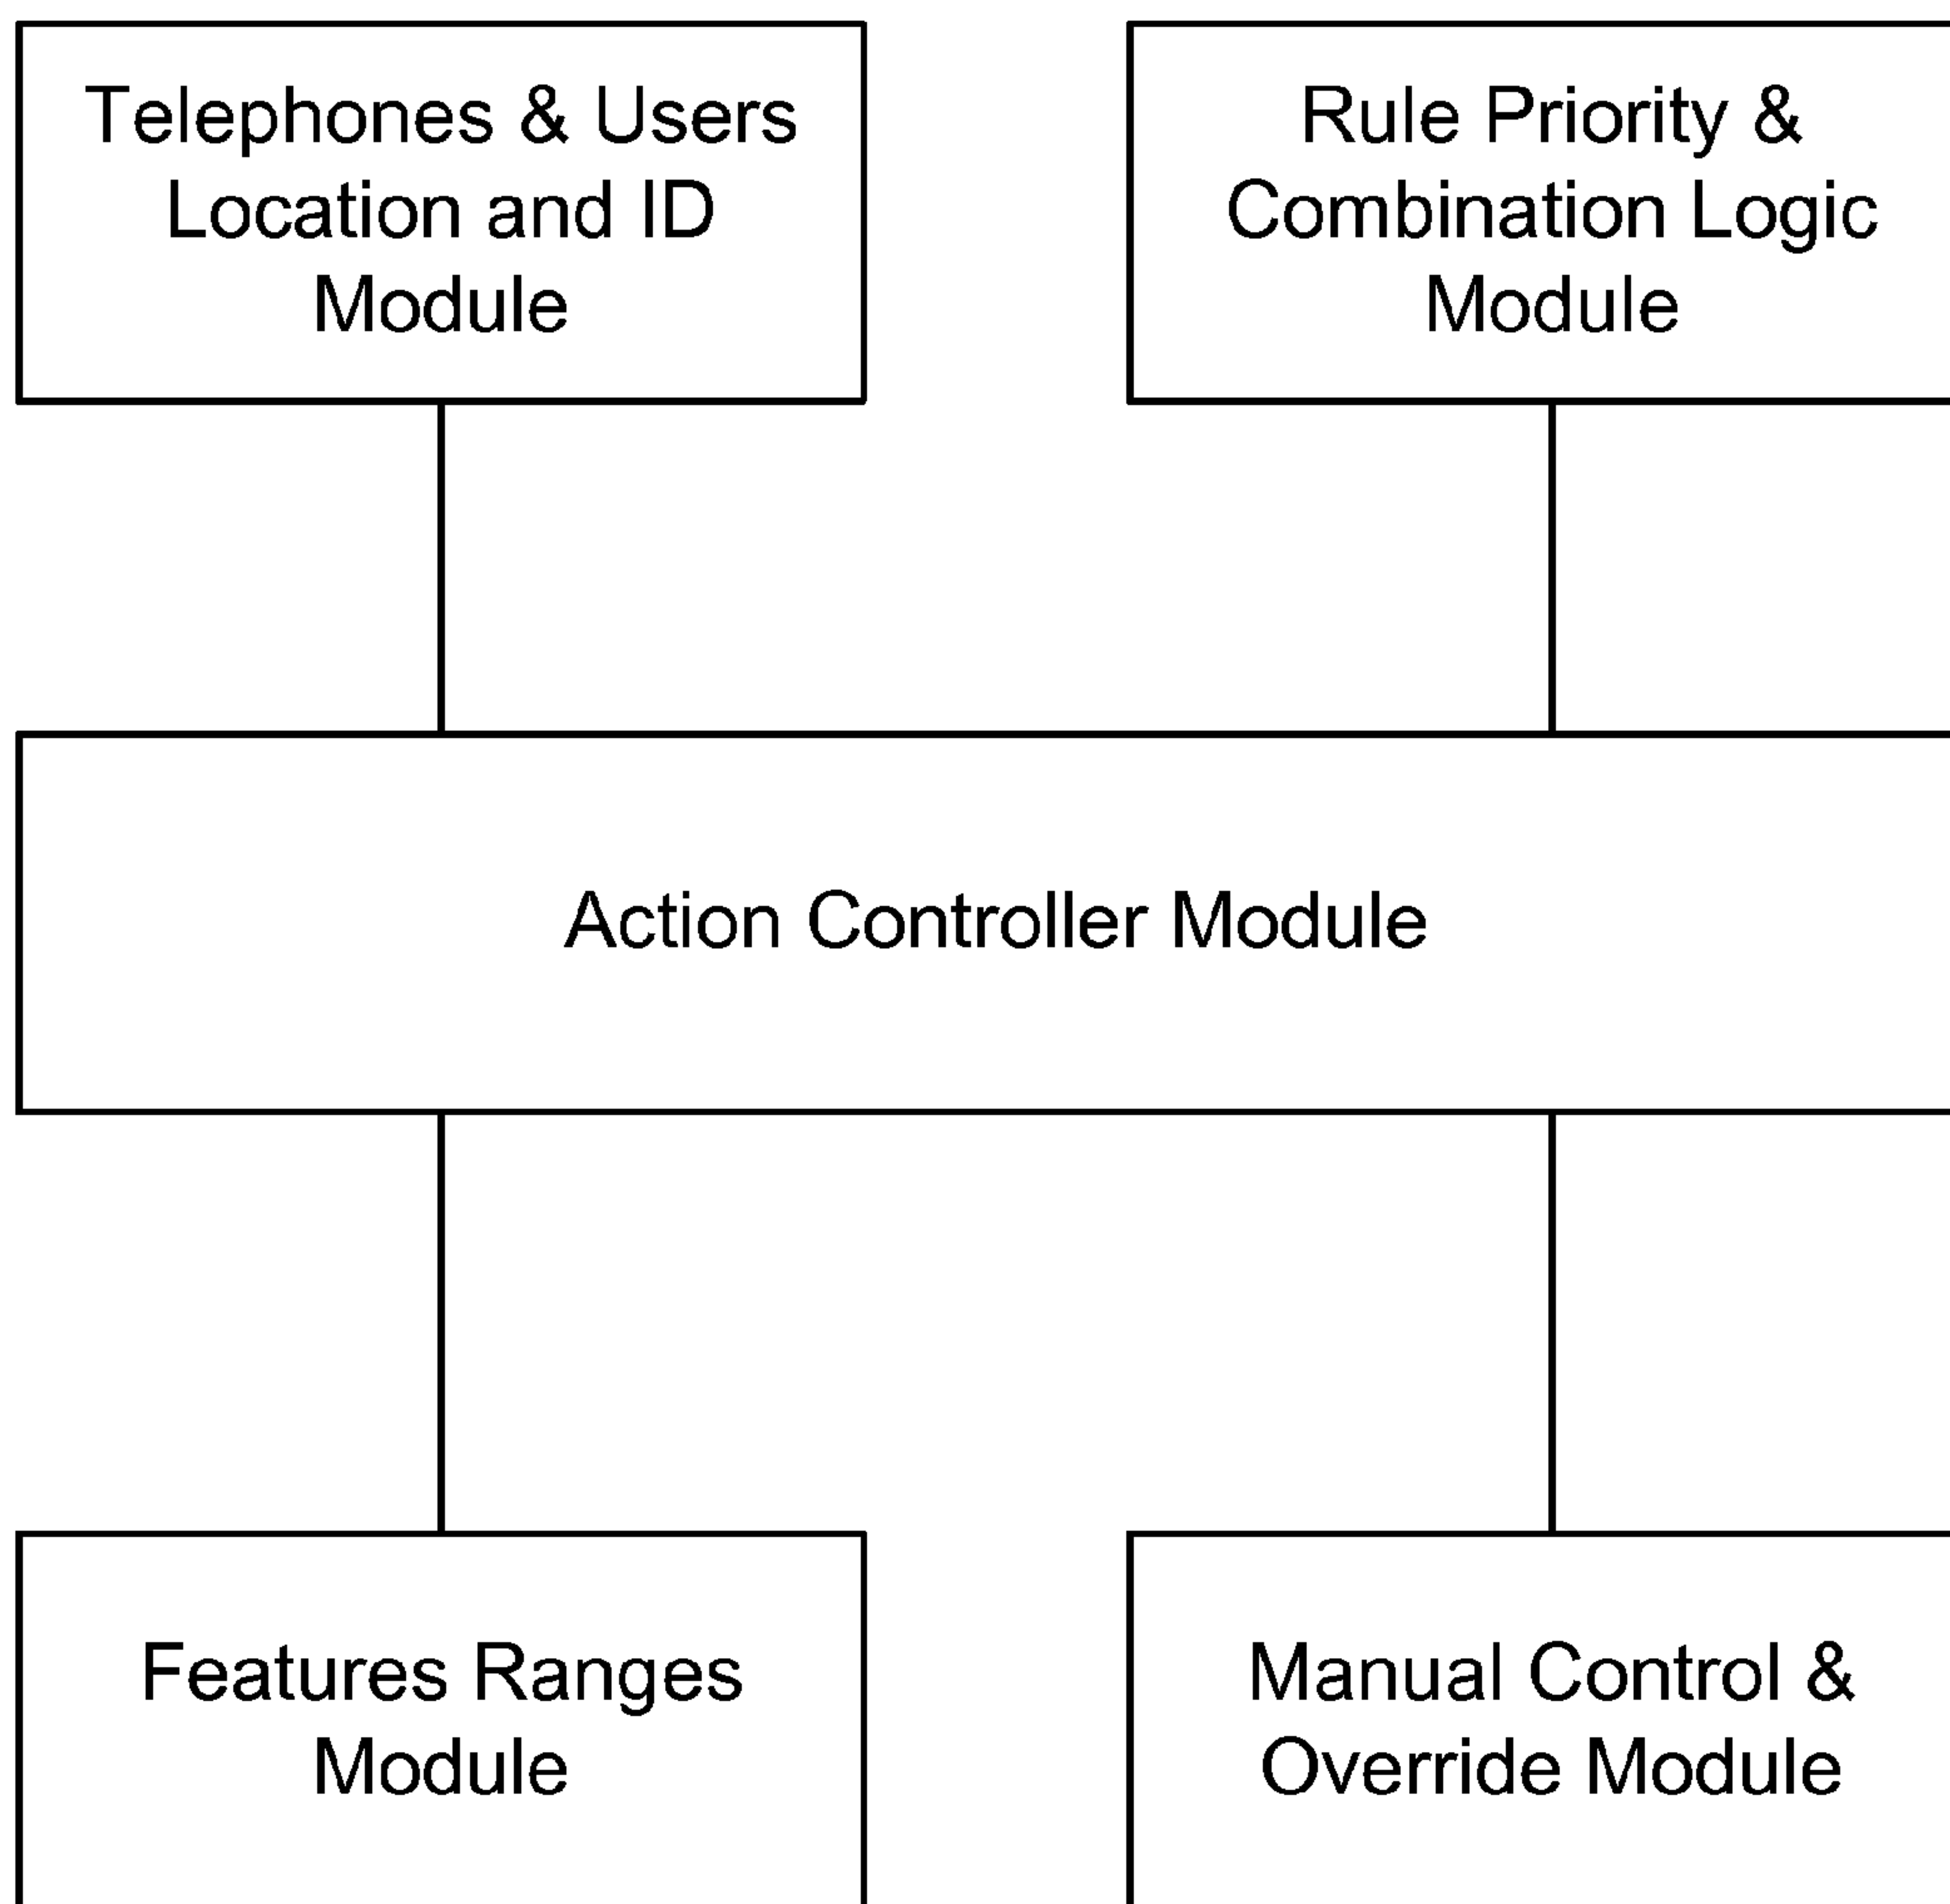 Telephones & Users
Location and ID
Module
Rule Priority &
Combination Logic
Module
Action Controller Module
Features Ranges
Module
Manual Control &
Override Module